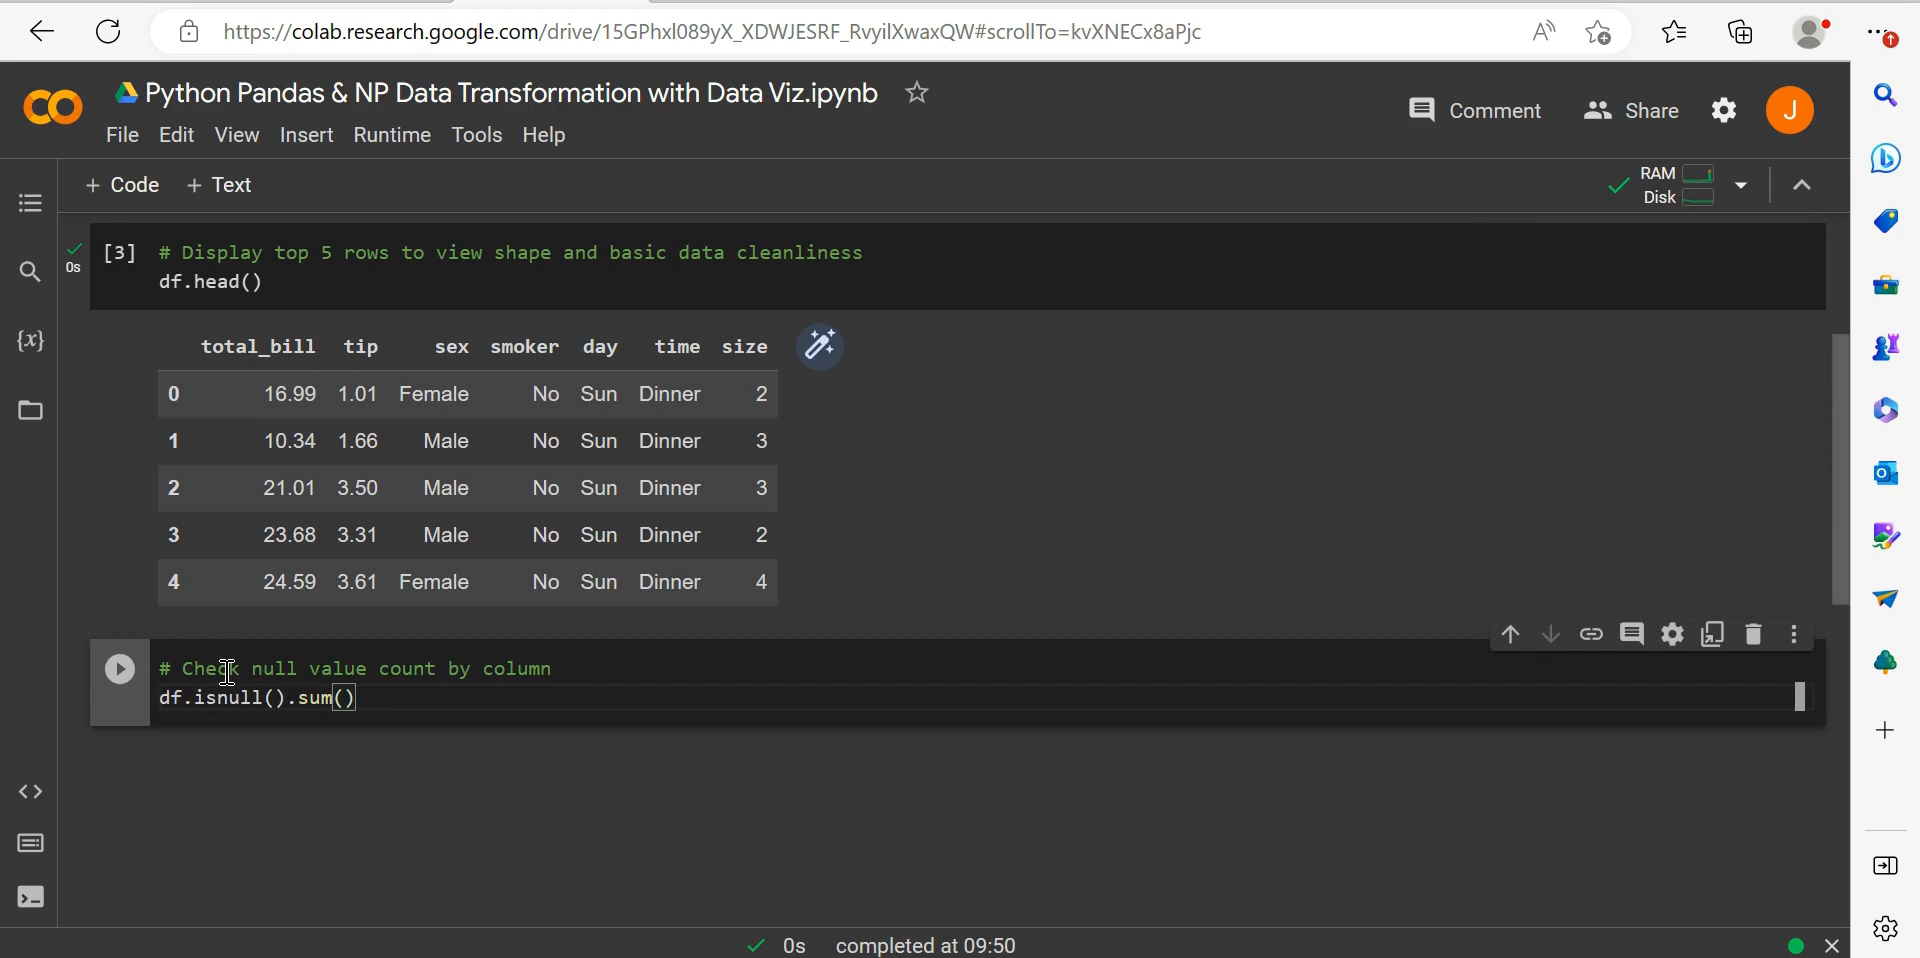 https://colab.research.google.com/drive/15GPhxl089yX_XDWJESRF_RvyilXwaxQW#scrollTo=kvXNECx8aPjc
Python Pandas & NP Data Transformation with Data Viz.ipynb
Comment Share J
File Edit View Insert Runtime Tools Help
+ Code + Text
RAM
Disk
[3] # Display top 5 rows to view shape and basic data cleanliness
0s
df.head()
total_bill tip sex smoker day time size
0 16.99 1.01 Female No Sun Dinner 2
1 10.34 1.66 Male No Sun Dinner 3
2 21.01 3.50 Male No Sun Dinner 3
3 23.68 3.31 Male No Sun Dinner 2
4 24.59 3.61 Female No Sun Dinner 4
# Check null value count by column
df.isnull().sum()
0s completed at 09:50